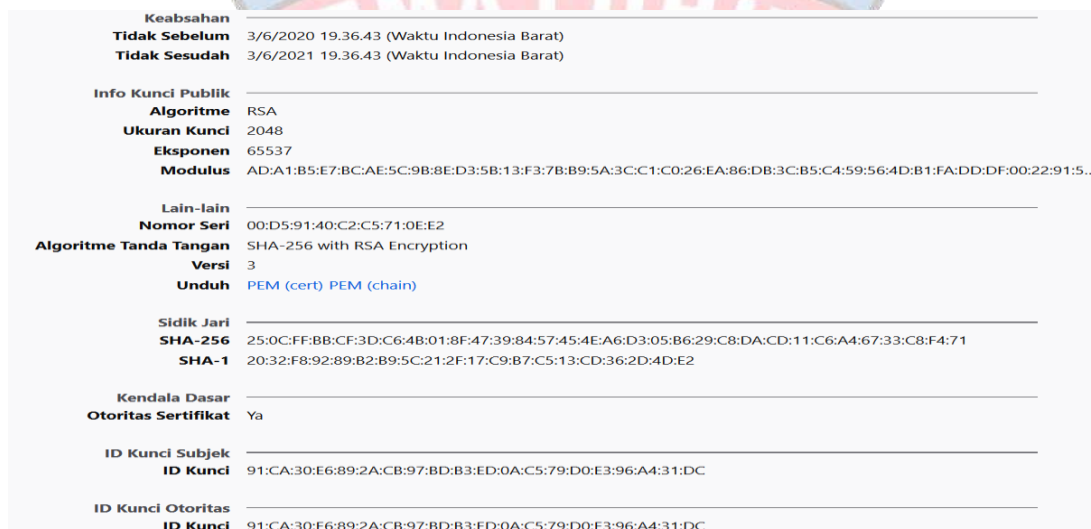 Keabsahan
Tidak Sebelum 3/6/2020 19.36.43 (Waktu Indonesia Barat)
Tidak Sesudah 3/6/2021 19.36.43 (Waktu Indonesia Barat)
Info Kunci Publik
Algoritme RSA
Ukuran Kunci 2048
Eksponen 65537
Modulus AD:A1:B5:E7:BC:AE:5C:9B:8E:D3:5B:13:F3:7B:B9:5A:3C:C1:C0:26:EA:86:DB:3C:B5:C4:59:56:4D:B1:FA:DD:DF:00:22:91:5...
Lain-lain
Nomor Seri 00:D5:91:40:C2:C5:71:0E:E2
Algoritme Tanda Tangan SHA-256 with RSA Encryption
Versi 3
Unduh PEM (cert) PEM (chain)
Sidik Jari
SHA-256 25:0C:FF:BB:CF:3D:C6:4B:01:8F:47:39:84:57:45:4E:A6:D3:05:B6:29:C8:DA:CD:11:C6:A4:67:33:C8:F4:71
SHA-1 20:32:F8:92:89:B2:B9:5C:21:2F:17:C9:B7:C5:13:CD:36:2D:4D:E2
Kendala Dasar
Otoritas Sertifikat Ya
ID Kunci Subjek
ID Kunci 91:CA:30:E6:89:2A:CB:97:BD:B3:ED:0A:C5:79:D0:E3:96:A4:31:DC
ID Kunci Otoritas
ID Kunci 91:CA:30:E6:89:2A:CB:97:BD:B3:ED:0A:C5:79:D0:E3:96:A4:31:DC